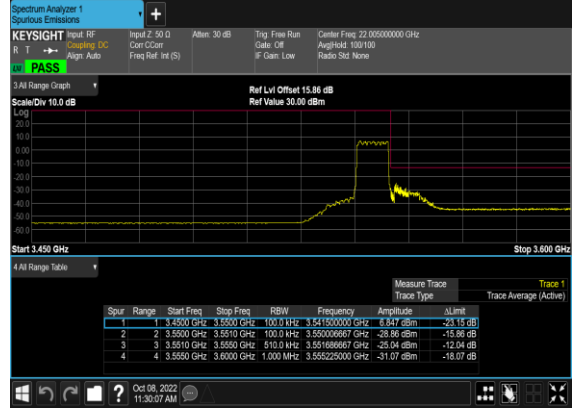 Spectrum Analyzer 1
Spurious Emissions
+
KEYSIGHT Input: RF Input Z: 50 Ω Atten: 30 dB Trig: Free Run Center Freq: 22.005000000 GHz
R T Coupling: DC Corr CCorr Gate: Off Avg|Hold: 100/100
Align: Auto Freq Ref: Int (S) IF Gain: Low Radio Std: None
PASS
3 All Range Graph
Ref Lvl Offset 15.86 dB
Scale/Div 10.0 dB Ref Value 30.00 dBm
Log
20.0
10.0
0.00
-10.0
-20.0
-30.0
-40.0
-50.0
-60.0
Start 3.450 GHz Stop 3.600 GHz
4 All Range Table
Measure Trace Trace 1
Trace Type Trace Average (Active)
Spur Range Start Freq Stop Freq RBW Frequency Amplitude ΔLimit
1 1 3.4500 GHz 3.5500 GHz 100.0 kHz 3.541500000 GHz 6.847 dBm -23.15 dB
2 2 3.5500 GHz 3.5510 GHz 100.0 kHz 3.550006667 GHz -28.86 dBm -15.86 dB
3 3 3.5510 GHz 3.5550 GHz 510.0 kHz 3.551686667 GHz -25.04 dBm -12.04 dB
4 4 3.5550 GHz 3.6000 GHz 1.000 MHz 3.555225000 GHz -31.07 dBm -18.07 dB
? Oct 08, 2022
11:30:07 AM